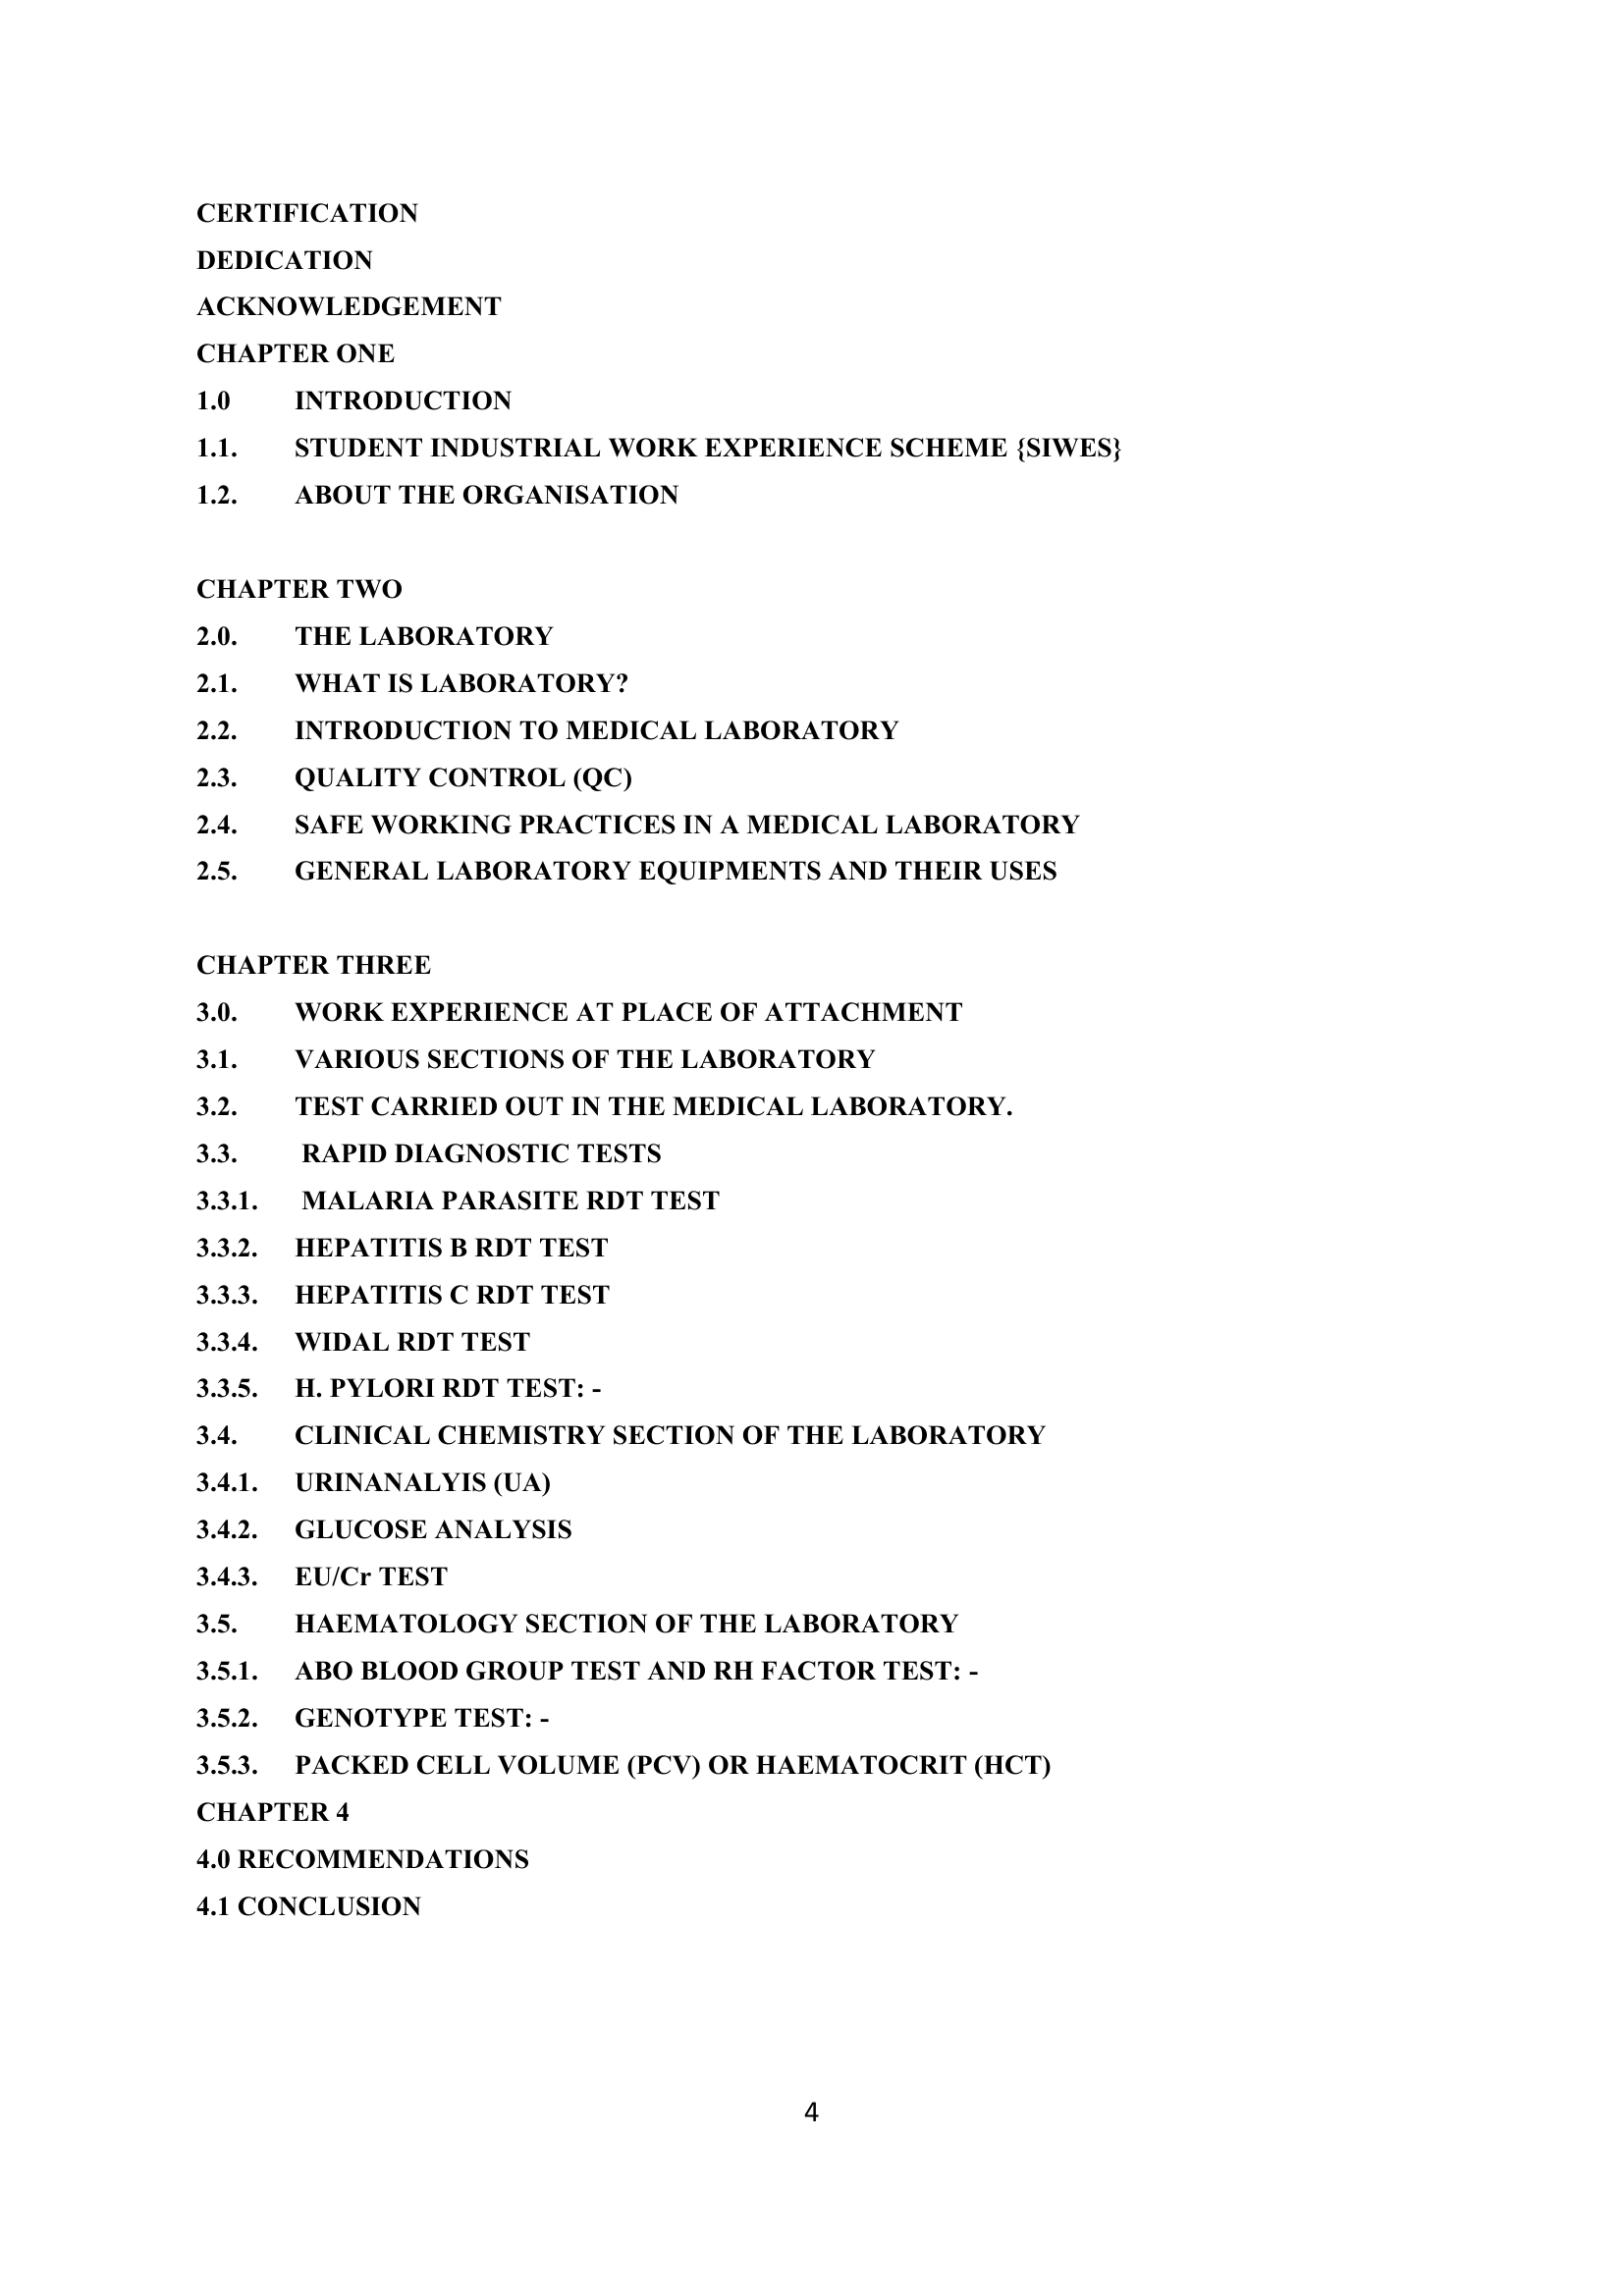 CERTIFICATION
DEDICATION
ACKNOWLEDGEMENT
CHAPTER ONE
1.0 INTRODUCTION
1.1. STUDENT INDUSTRIAL WORK EXPERIENCE SCHEME {SIWES}
1.2. ABOUT THE ORGANISATION
CHAPTER TWO
2.0. THE LABORATORY
2.1. WHAT IS LABORATORY?
2.2. INTRODUCTION TO MEDICAL LABORATORY
2.3. QUALITY CONTROL (QC)
2.4. SAFE WORKING PRACTICES IN A MEDICAL LABORATORY
2.5. GENERAL LABORATORY EQUIPMENTS AND THEIR USES
CHAPTER THREE
3.0. WORK EXPERIENCE AT PLACE OF ATTACHMENT
3.1. VARIOUS SECTIONS OF THE LABORATORY
3.2. TEST CARRIED OUT IN THE MEDICAL LABORATORY.
3.3. RAPID DIAGNOSTIC TESTS
3.3.1. MALARIA PARASITE RDT TEST
3.3.2. HEPATITIS B RDT TEST
3.3.3. HEPATITIS C RDT TEST
3.3.4. WIDAL RDT TEST
3.3.5. H. PYLORI RDT TEST: -
3.4. CLINICAL CHEMISTRY SECTION OF THE LABORATORY
3.4.1. URINANALYIS (UA)
3.4.2. GLUCOSE ANALYSIS
3.4.3. EU/Cr TEST
3.5. HAEMATOLOGY SECTION OF THE LABORATORY
3.5.1. ABO BLOOD GROUP TEST AND RH FACTOR TEST: -
3.5.2. GENOTYPE TEST: -
3.5.3. PACKED CELL VOLUME (PCV) OR HAEMATOCRIT (HCT)
CHAPTER 4
4.0 RECOMMENDATIONS
4.1 CONCLUSION
4